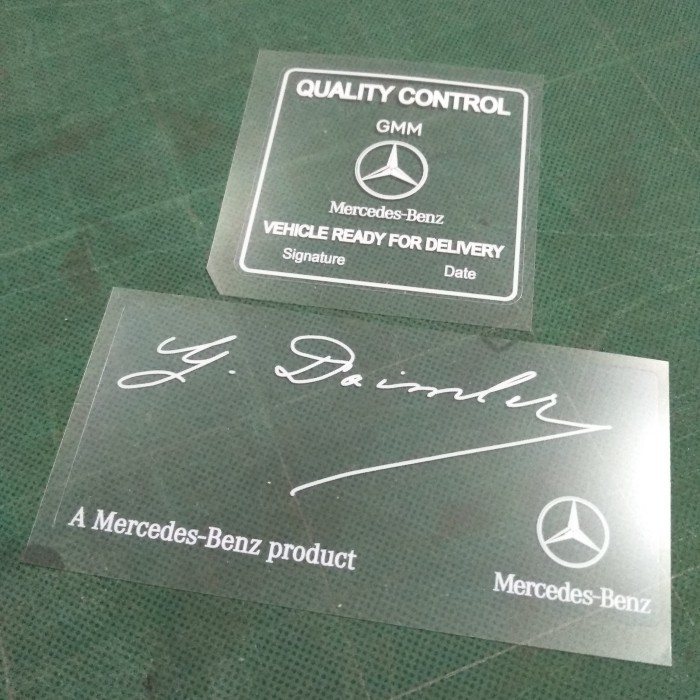 QUALITY CONTROL
GMM
Mercedes-Benz
VEHICLE READY FOR DELIVERY
Signature Date
G. Daimler
A Mercedes-Benz product
Mercedes-Benz